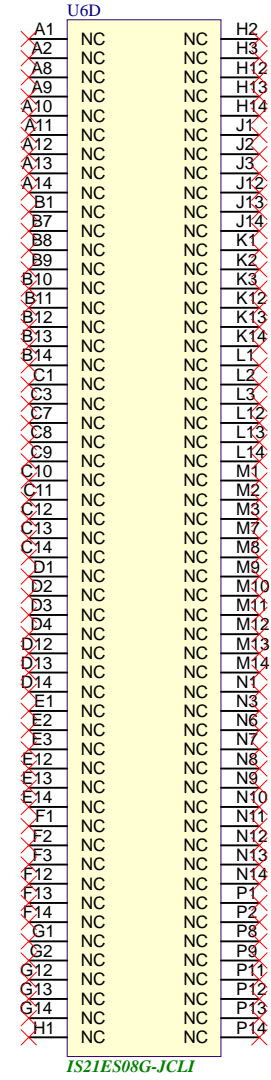 U6D
A1 NC NC H2
A2 NC NC H3
A8 NC NC H12
A9 NC NC H13
A10 NC NC H14
A11 NC NC J1
A12 NC NC J2
A13 NC NC J3
A14 NC NC J12
B1 NC NC J13
B7 NC NC J14
B8 NC NC K1
B9 NC NC K2
B10 NC NC K3
B11 NC NC K12
B12 NC NC K13
B13 NC NC K14
B14 NC NC L1
C1 NC NC L2
C3 NC NC L3
C7 NC NC L12
C8 NC NC L13
C9 NC NC L14
C10 NC NC M1
C11 NC NC M2
C12 NC NC M3
C13 NC NC M7
C14 NC NC M8
D1 NC NC M9
D2 NC NC M10
D3 NC NC M11
D4 NC NC M12
D12 NC NC M13
D13 NC NC M14
D14 NC NC N1
E1 NC NC N3
E2 NC NC N6
E3 NC NC N7
E12 NC NC N8
E13 NC NC N9
E14 NC NC N10
F1 NC NC N11
F2 NC NC N12
F3 NC NC N13
F12 NC NC N14
F13 NC NC P1
F14 NC NC P2
G1 NC NC P8
G2 NC NC P9
G12 NC NC P11
G13 NC NC P12
G14 NC NC P13
H1 NC NC P14
IS21ES08G-JCLI